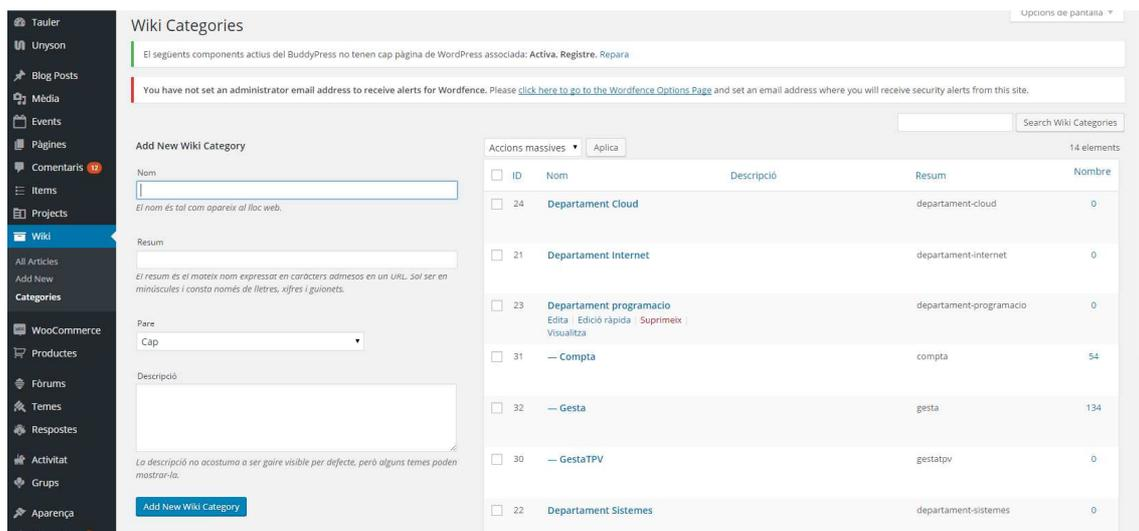 Tauler
Unyson
Blog Posts
Mèdia
Events
Pàgines
Comentaris 12
Items
Projects
Wiki
All Articles
Add New
Categories
WooCommerce
Productes
Fòrums
Temes
Respostes
Activitat
Grups
Aparença
Opcions de pantalla
Wiki Categories
El següents components actius del BuddyPress no tenen cap pàgina de WordPress associada: Activa. Registre. Repara
You have not set an administrator email address to receive alerts for Wordfence. Please click here to go to the Wordfence Options Page and set an email address where you will receive security alerts from this site.
Search Wiki Categories
Add New Wiki Category
Nom
El nom és tal com apareix al lloc web.
Resum
El resum és el mateix nom expressat en caràcters admesos en un URL. Sol ser en
minúscules i consta només de lletres, xifres i guionets.
Pare
Cap
Descripció
La descripció no acostuma a ser gaire visible per defecte, però alguns temes poden
mostrar-la.
Add New Wiki Category
Accions massives Aplica 14 elements
ID Nom Descripció Resum Nombre
24 Departament Cloud departament-cloud 0
21 Departament Internet departament-internet 0
23 Departament programacio departament-programacio 0
Edita | Edició ràpida | Suprimeix |
Visualitza
31 — Compta compta 54
32 — Gesta gesta 134
30 — GestaTPV gestatpv 0
22 Departament Sistemes departament-sistemes 0